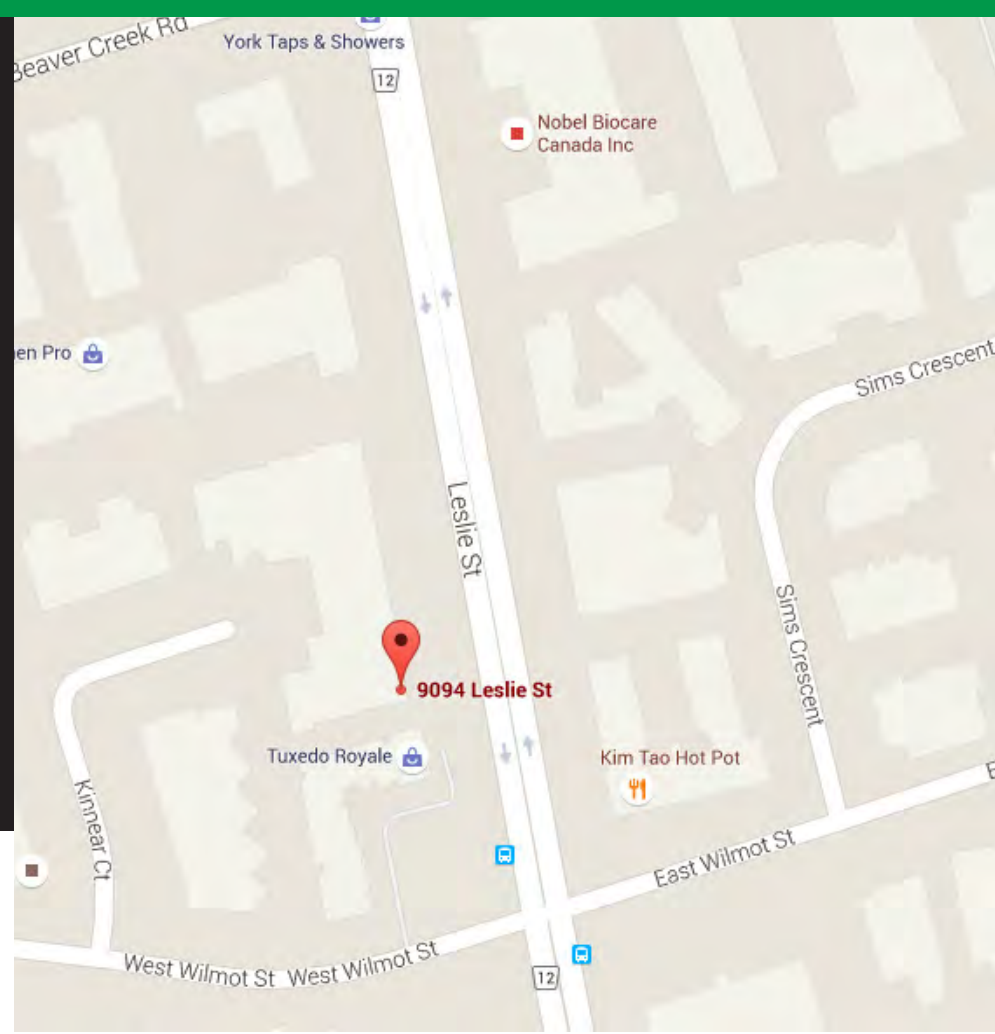 Beaver Creek Rd
York Taps & Showers
12
Nobel Biocare
Canada Inc
en Pro
Sims Crescent
Leslie St
Sims Crescent
9094 Leslie St
Tuxedo Royale
Kim Tao Hot Pot
Kinnear Ct
East Wilmot St
E
West Wilmot St
West Wilmot St
12